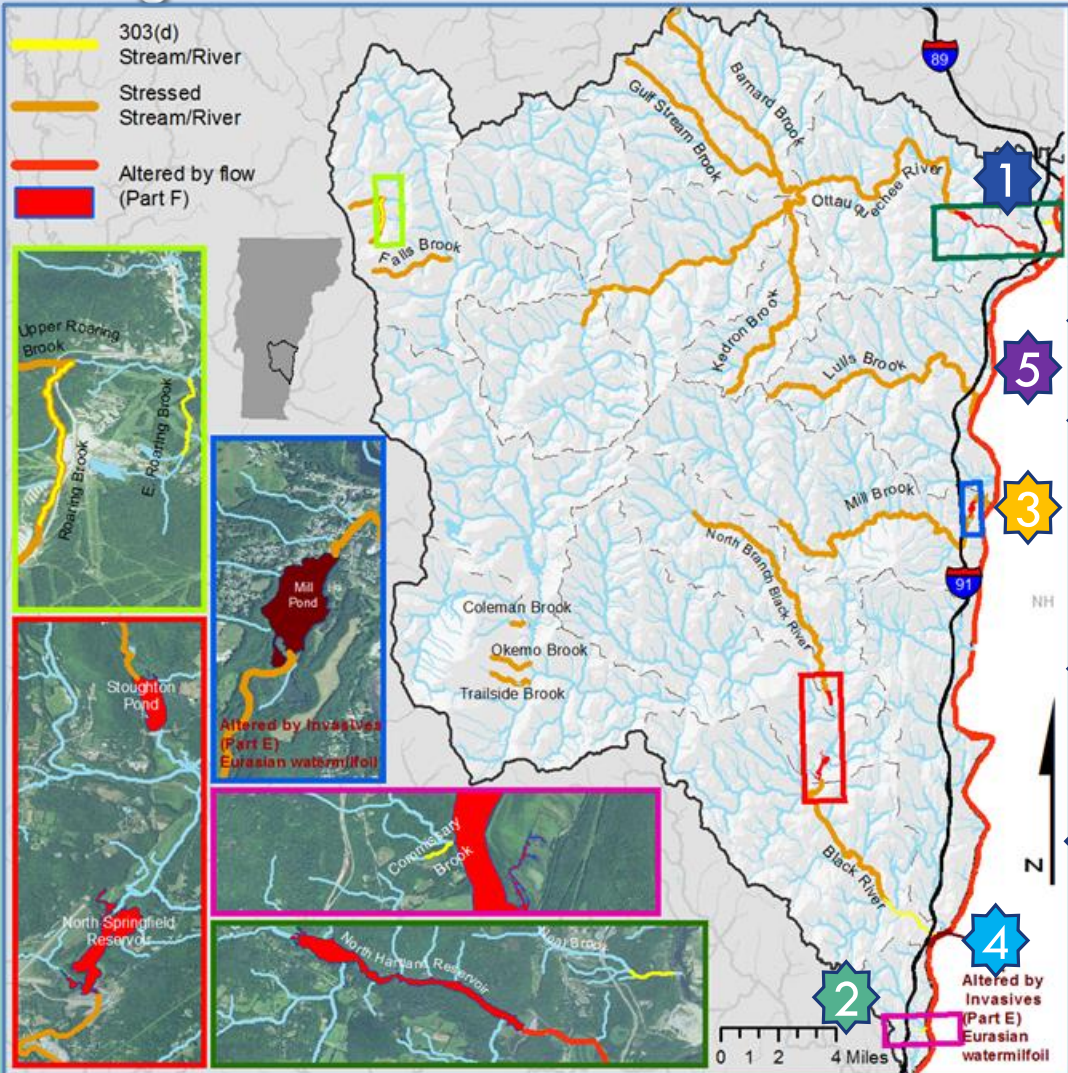 303(d)
Stream/River
Stressed
Stream/River
Altered by flow
(Part F)
89
Barnard Brook
Gulf Stream Brook
Ottauquechee River
1
Falls Brook
Kedron Brook
Lulls Brook
5
Upper Roaring
Brook
Roaring Brook
E. Roaring Brook
Mill Brook
3
North Branch Black River
91
NH
Mill
Pond
Altered by Invasives
(Part E)
Eurasian watermilfoil
Coleman Brook
Okemo Brook
Trailside Brook
Stoughton
Pond
North Springfield
Reservoir
Commissary
Brook
Black River
N
4
Altered by
Invasives
(Part E)
Eurasian
watermilfoil
2
North Hartland Reservoir
Neal Brook
0 1 2 4 Miles